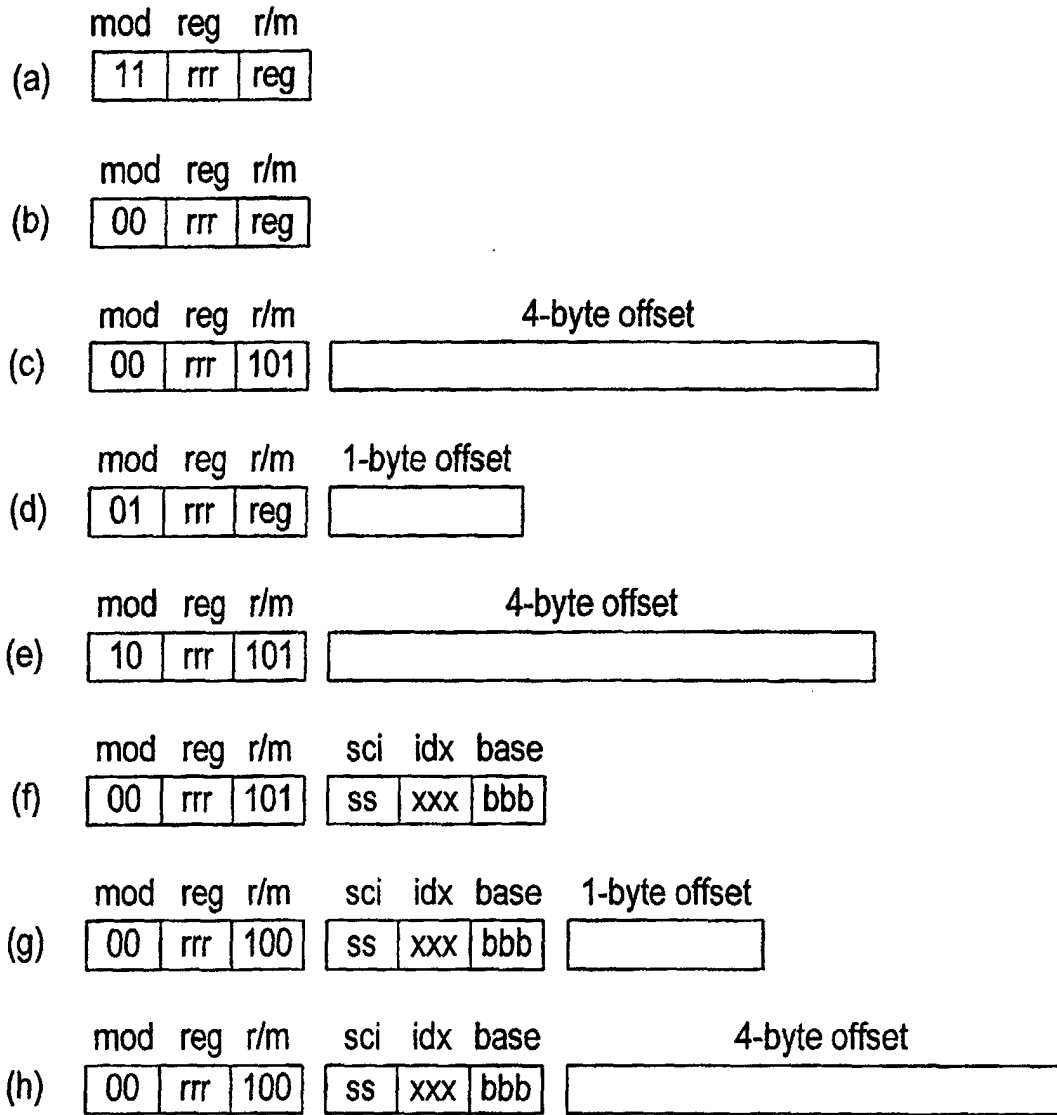 mod reg r/m
(a) 11 rrr reg
mod reg r/m
(b) 00 rrr reg
mod reg r/m 4-byte offset
(c) 00 rrr 101
mod reg r/m 1-byte offset
(d) 01 rrr reg
mod reg r/m 4-byte offset
(e) 10 rrr 101
mod reg r/m sci idx base
(f) 00 rrr 101 ss xxx bbb
mod reg r/m sci idx base 1-byte offset
(g) 00 rrr 100 ss xxx bbb
mod reg r/m sci idx base 4-byte offset
(h) 00 rrr 100 ss xxx bbb